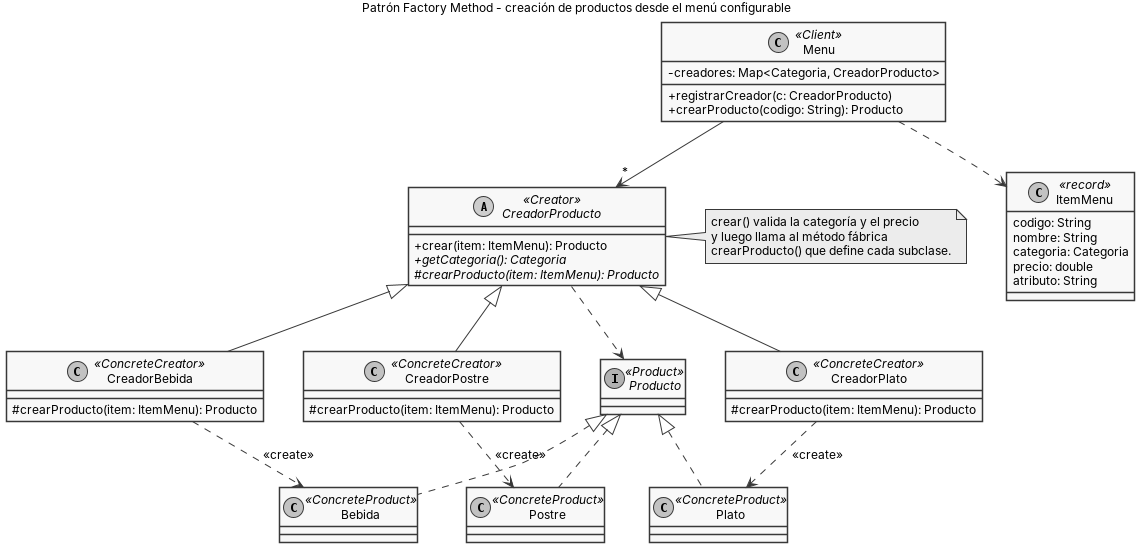 Patrón Factory Method - creación de productos desde el menú configurable
C
«Client»
Menu
-creadores: Map<Categoria, CreadorProducto>
+registrarCreador(c: CreadorProducto)
+crearProducto(codigo: String): Producto
*
A
«Creator»
CreadorProducto
+crear(item: ItemMenu): Producto
+getCategoria(): Categoria
#crearProducto(item: ItemMenu): Producto
crear() valida la categoría y el precio
y luego llama al método fábrica
crearProducto() que define cada subclase.
C
«record»
ItemMenu
codigo: String
nombre: String
categoria: Categoria
precio: double
atributo: String
C
«ConcreteCreator»
CreadorBebida
#crearProducto(item: ItemMenu): Producto
C
«ConcreteCreator»
CreadorPostre
#crearProducto(item: ItemMenu): Producto
I
«Product»
Producto
C
«ConcreteCreator»
CreadorPlato
#crearProducto(item: ItemMenu): Producto
«create»
«create»
«create»
C
«ConcreteProduct»
Bebida
C
«ConcreteProduct»
Postre
C
«ConcreteProduct»
Plato